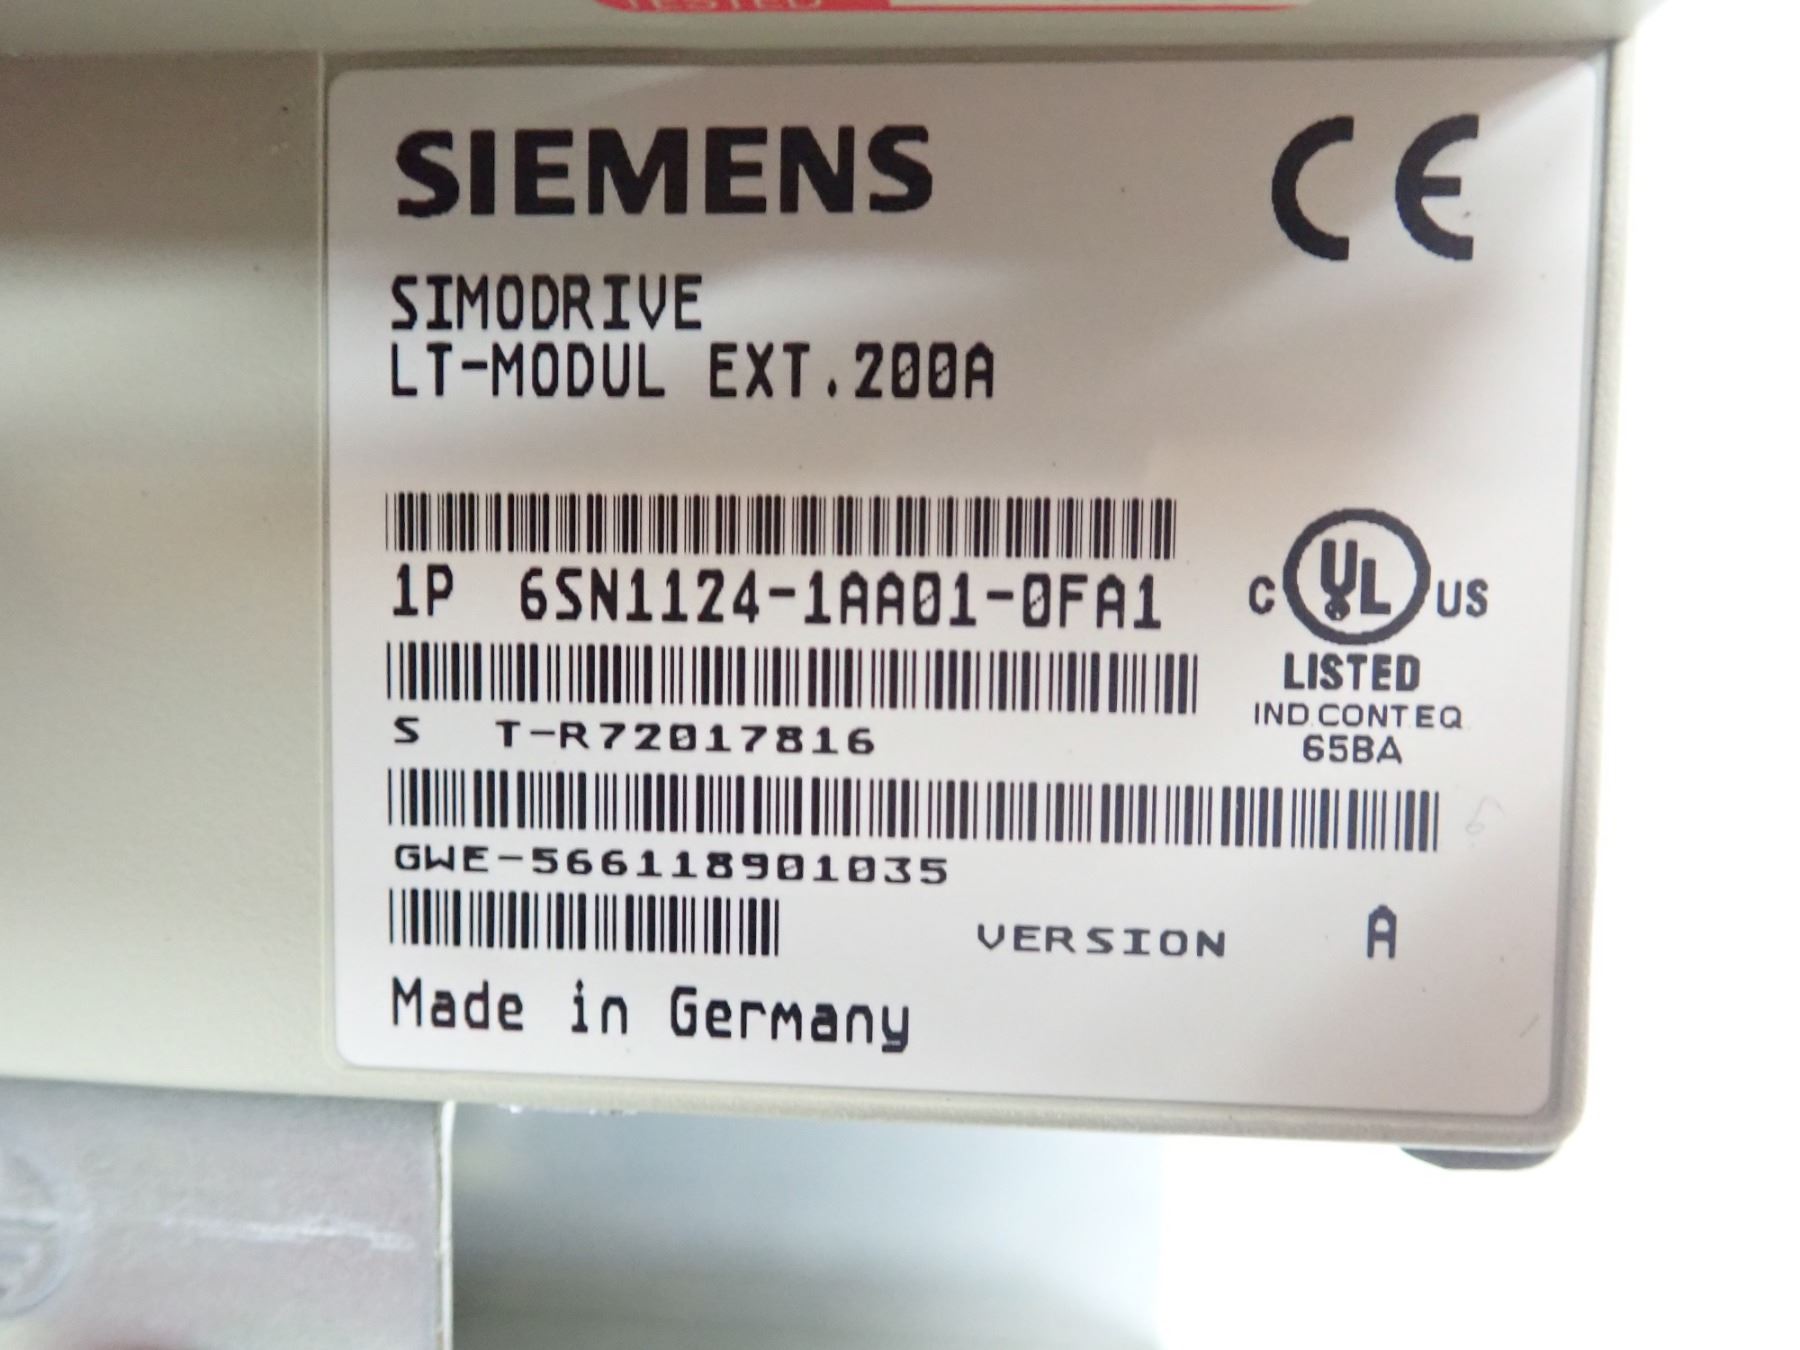 TESTED
SIEMENS
CE
SIMODRIVE
LT-MODUL EXT.200A
1P 6SN1124-1AA01-0FA1
C UL US
LISTED
IND.CONT.EQ
65BA
S T-R72017816
GWE-566118901035
VERSION A
Made in Germany